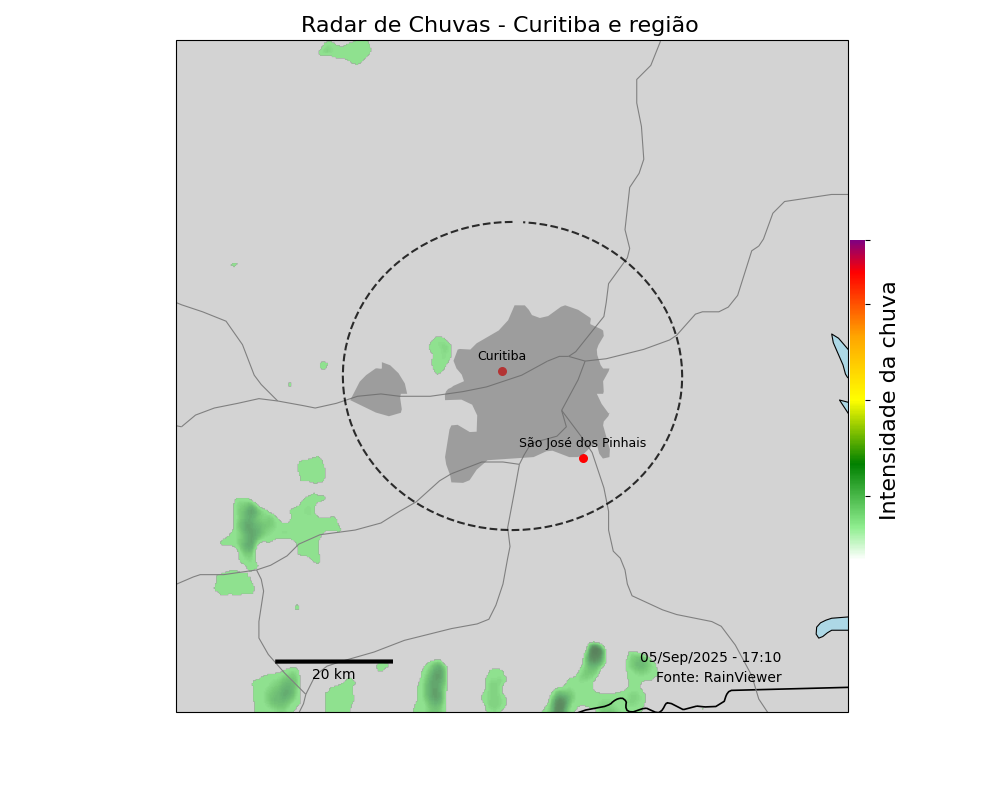 Radar de Chuvas - Curitiba e região
Curitiba
São José dos Pinhais
Intensidade da chuva
20 km
05/Sep/2025 - 17:10
Fonte: RainViewer